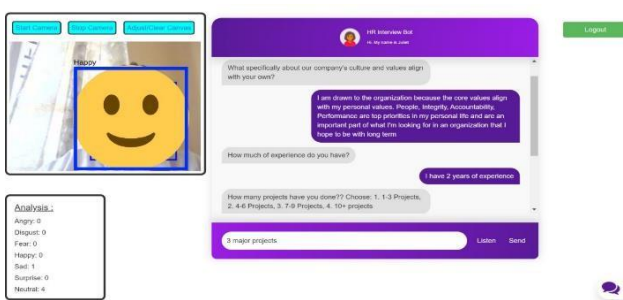 Start Camera
Stop Camera
Adjust/Clear Canvas
Happy
HR Interview Bot
Hi, My name is Juliet
Logout
What specifically about our company's culture and values align
with your own?
I am drawn to the organization because the core values align
with my personal values. People, Integrity, Accountability,
Performance are top priorities in my personal life and are an
important part of what I'm looking for in an organization that I
hope to be with long term
How much of experience do you have?
I have 2 years of experience
How many projects have you done?? Choose: 1. 1-3 Projects,
2. 4-6 Projects, 3. 7-9 Projects, 4. 10+ projects
3 major projects
Listen
Send
Analysis :
Angry: 0
Disgust: 0
Fear: 0
Happy: 0
Sad: 1
Surprise: 0
Neutral: 4